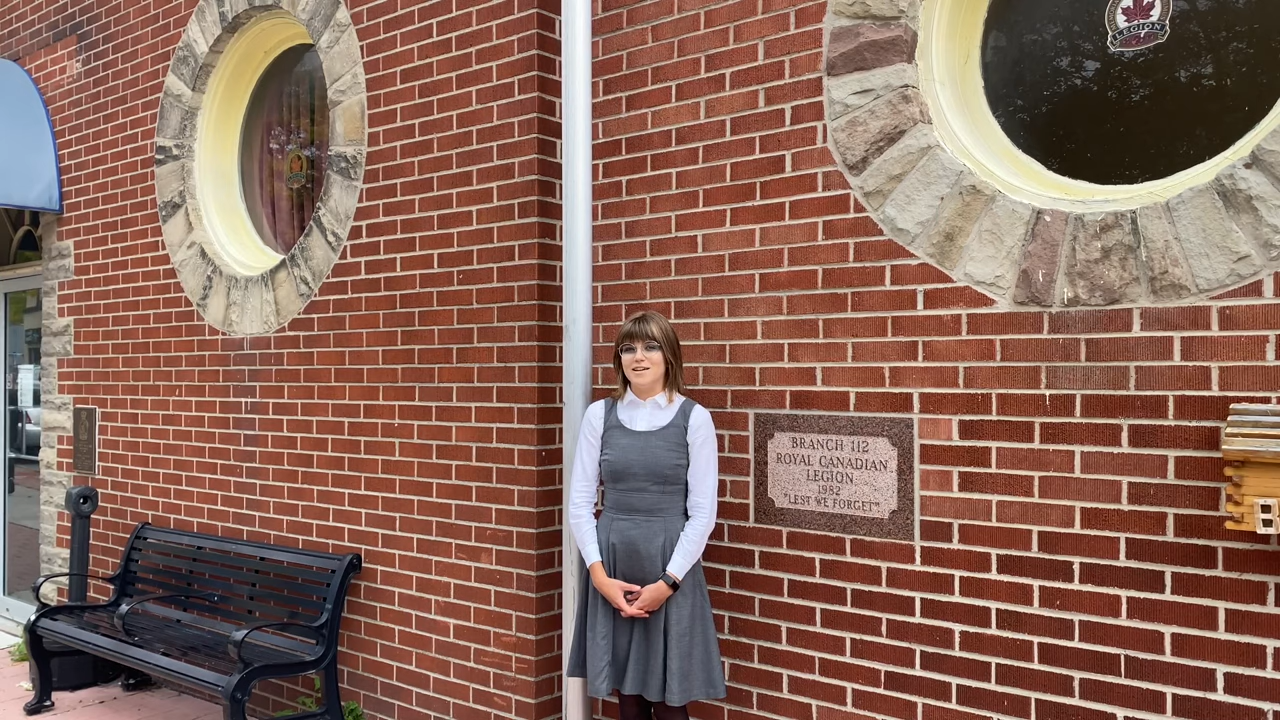 LEGION
BRANCH 112
ROYAL CANADIAN
LEGION
1982
"LEST WE FORGET"